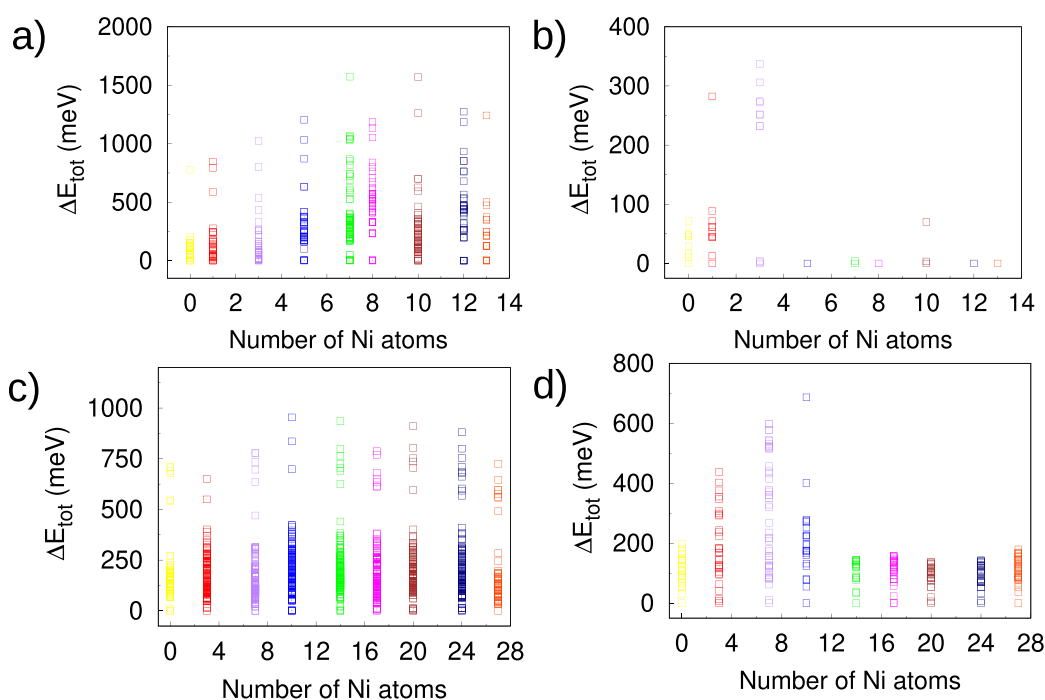 a)
2000
1500
1000
500
0
ΔE_tot (meV)
0 2 4 6 8 10 12 14
Number of Ni atoms
b)
400
300
200
100
0
ΔE_tot (meV)
0 2 4 6 8 10 12 14
Number of Ni atoms
c)
1000
750
500
250
0
ΔE_tot (meV)
0 4 8 12 16 20 24 28
Number of Ni atoms
d)
800
600
400
200
0
ΔE_tot (meV)
0 4 8 12 16 20 24 28
Number of Ni atoms